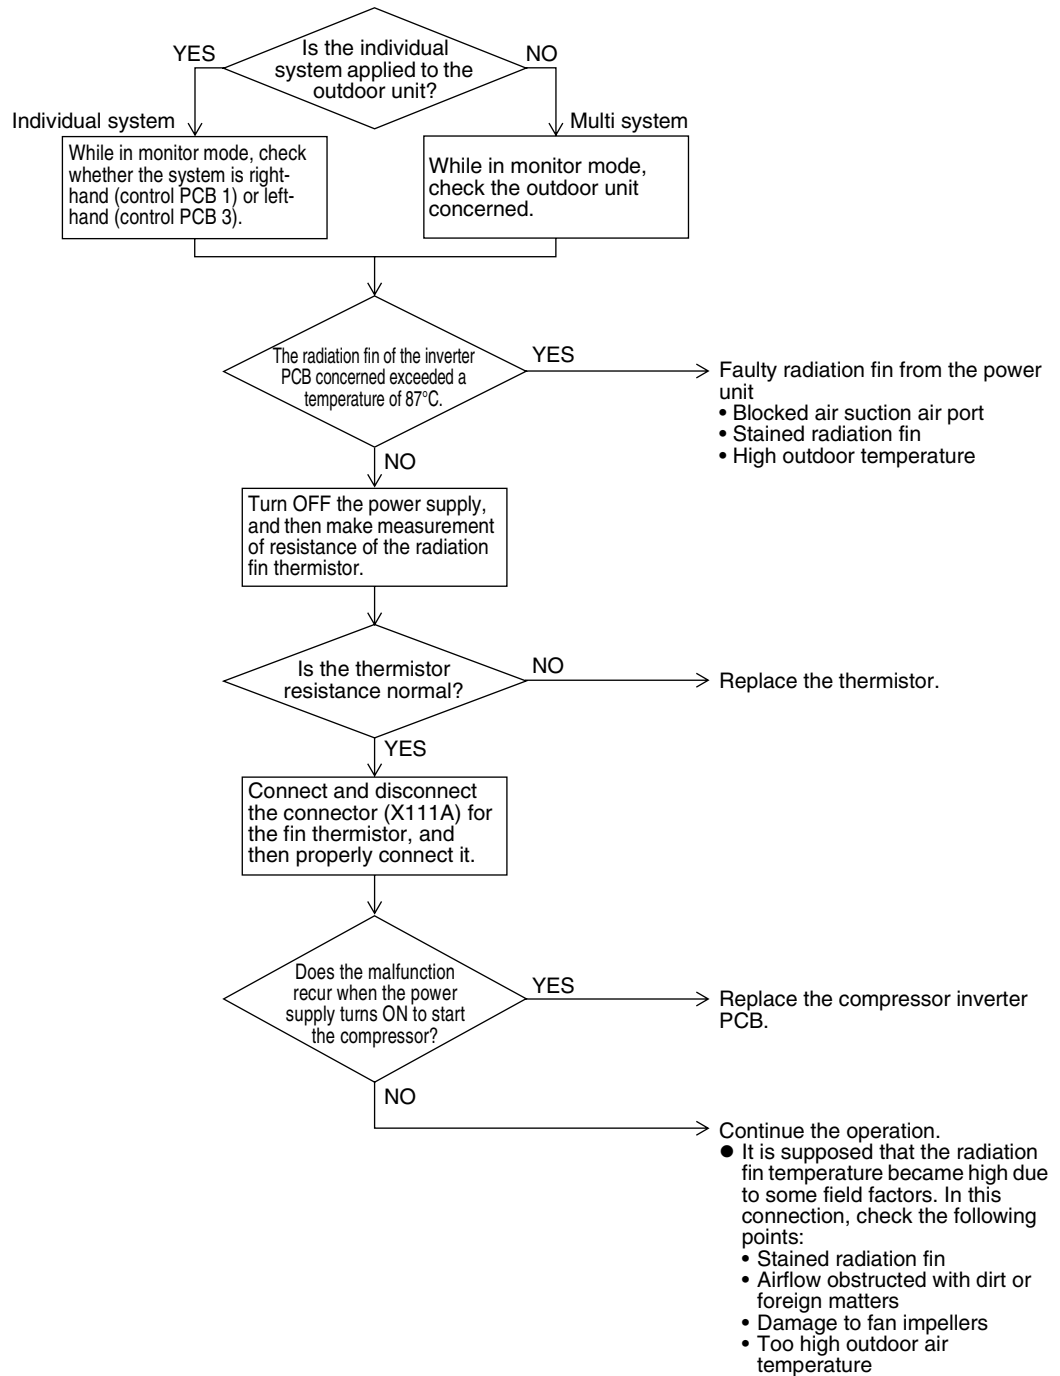 Is the individual
system applied to the
outdoor unit?
YES
NO
Individual system
Multi system
While in monitor mode, check
whether the system is right-
hand (control PCB 1) or left-
hand (control PCB 3).
While in monitor mode,
check the outdoor unit
concerned.
The radiation fin of the inverter
PCB concerned exceeded a
temperature of 87°C.
YES
Faulty radiation fin from the power
unit
• Blocked air suction air port
• Stained radiation fin
• High outdoor temperature
NO
Turn OFF the power supply,
and then make measurement
of resistance of the radiation
fin thermistor.
Is the thermistor
resistance normal?
NO
Replace the thermistor.
YES
Connect and disconnect
the connector (X111A) for
the fin thermistor, and
then properly connect it.
Does the malfunction
recur when the power
supply turns ON to start
the compressor?
YES
Replace the compressor inverter
PCB.
NO
Continue the operation.
● It is supposed that the radiation
fin temperature became high due
to some field factors. In this
connection, check the following
points:
• Stained radiation fin
• Airflow obstructed with dirt or
foreign matters
• Damage to fan impellers
• Too high outdoor air
temperature